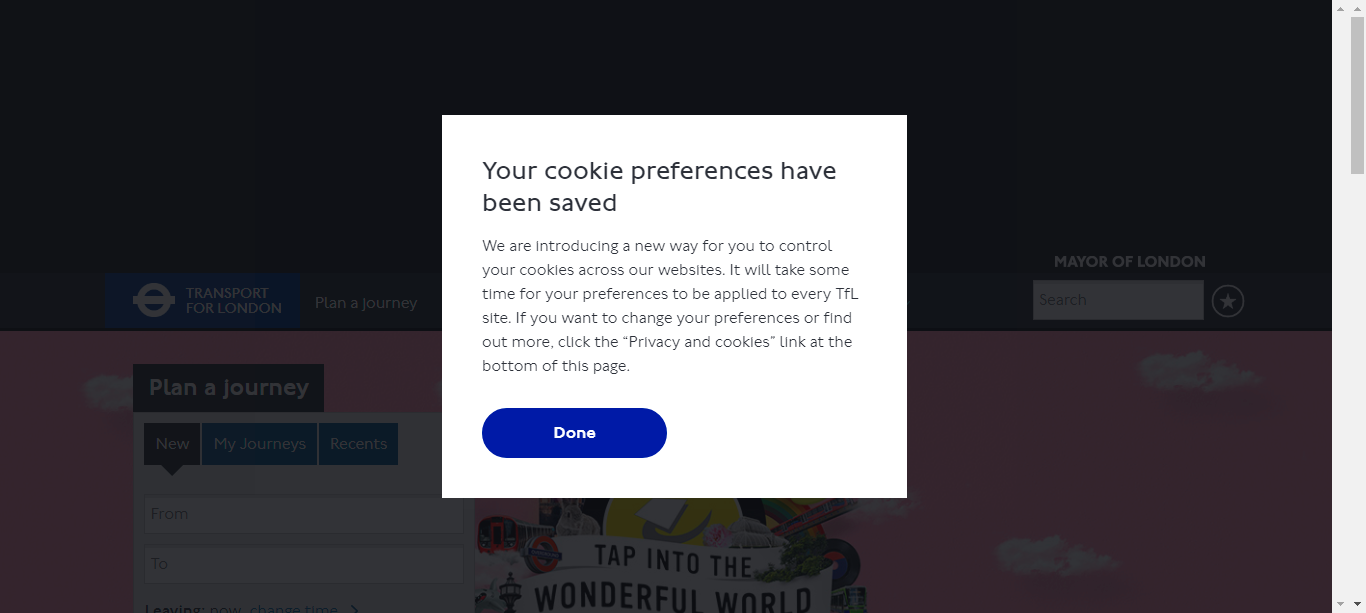 MAYOR OF LONDON
TRANSPORT
FOR LONDON
Plan a journey
Search
Your cookie preferences have
been saved
We are introducing a new way for you to control
your cookies across our websites. It will take some
time for your preferences to be applied to every TfL
site. If you want to change your preferences or find
out more, click the “Privacy and cookies” link at the
bottom of this page.
Done
Plan a journey
New
My Journeys
Recents
From
To
Leaving: now change time
TAP INTO THE
WONDERFUL WORLD